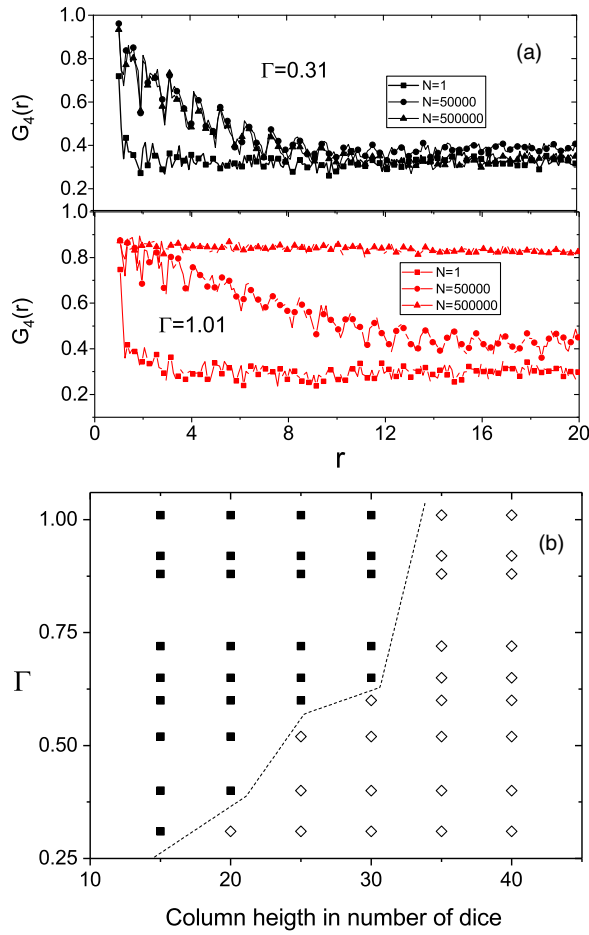 1.0
(a)
0.8
Γ=0.31
N=1
N=50000
N=500000
G4(r)
0.6
0.4
0.2
1.0
0.8
N=1
N=50000
N=500000
G4(r)
0.6
Γ=1.01
0.4
0.2
0 4 8 12 16 20
r
1.00
(b)
0.75
Γ
0.50
0.25
10 20 30 40
Column heigth in number of dice